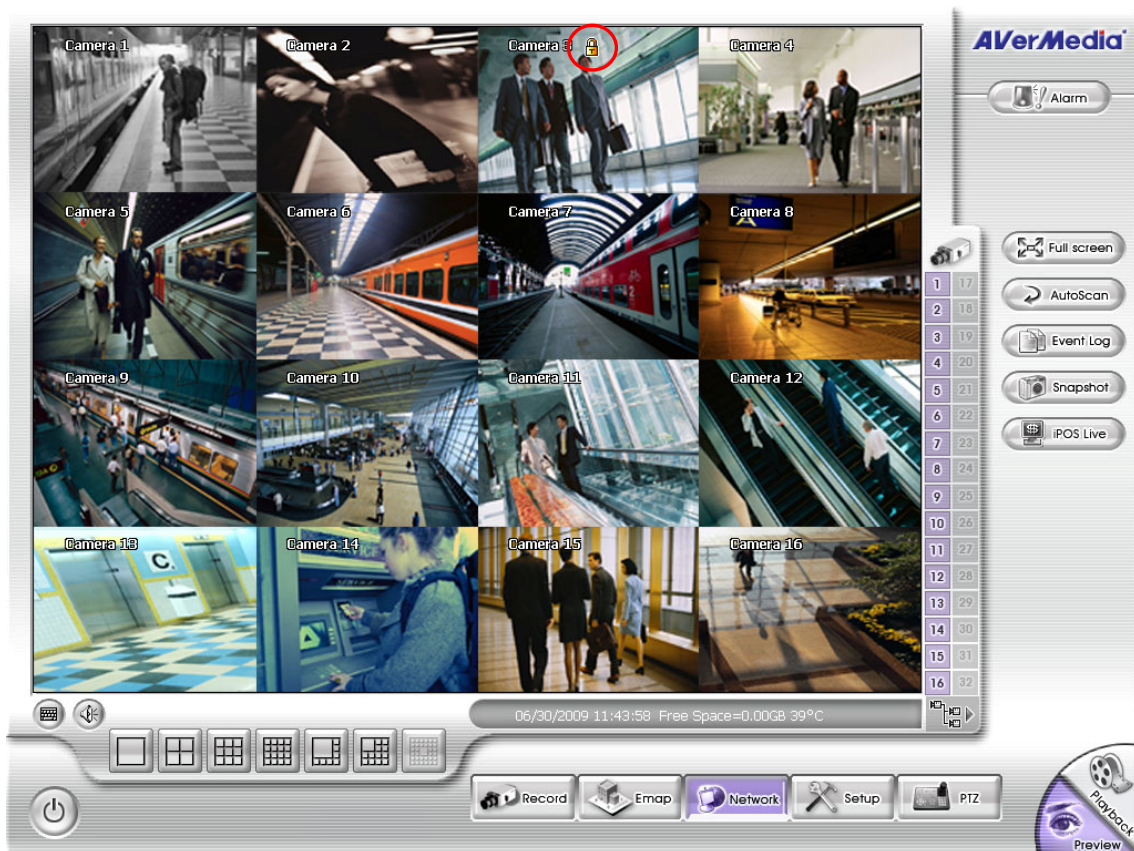 Camera 1
Camera 2
Camera 3
Camera 4
AVerMedia
Alarm
Camera 5
Camera 6
Camera 7
Camera 8
A
Full screen
1 17
AutoScan
2 18
3 19
Event Log
4 20
Camera 9
Camera 10
Camera 11
Camera 12
5 21
Snapshot
6 22
7 23
iPOS Live
8 24
9 25
10 26
Camera 13
Camera 14
Camera 15
Camera 16
C.
SERVICE
11 27
12 28
13 29
14 30
15 31
16 32
06/30/2009 11:43:58 Free Space=0.00GB 39°C
Record
Emap
Network
Setup
PTZ
Playback
Preview